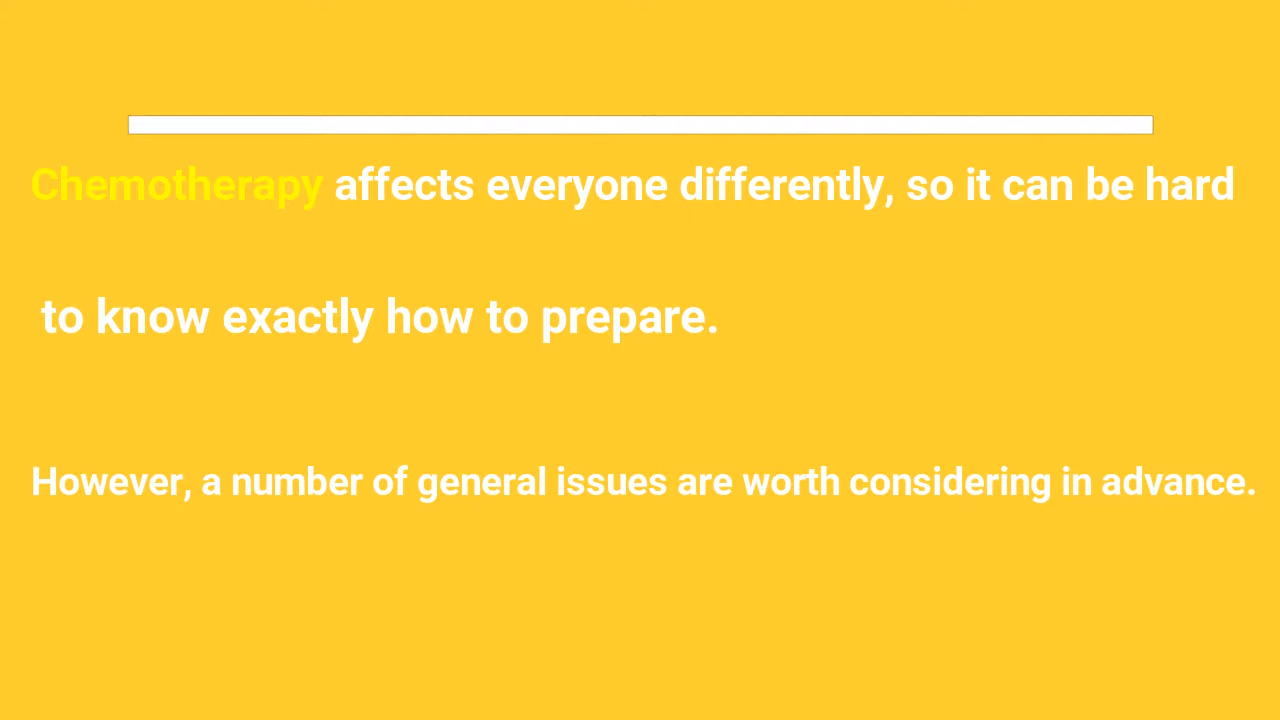 Chemotherapy affects everyone differently, so it can be hard
to know exactly how to prepare.
However, a number of general issues are worth considering in advance.